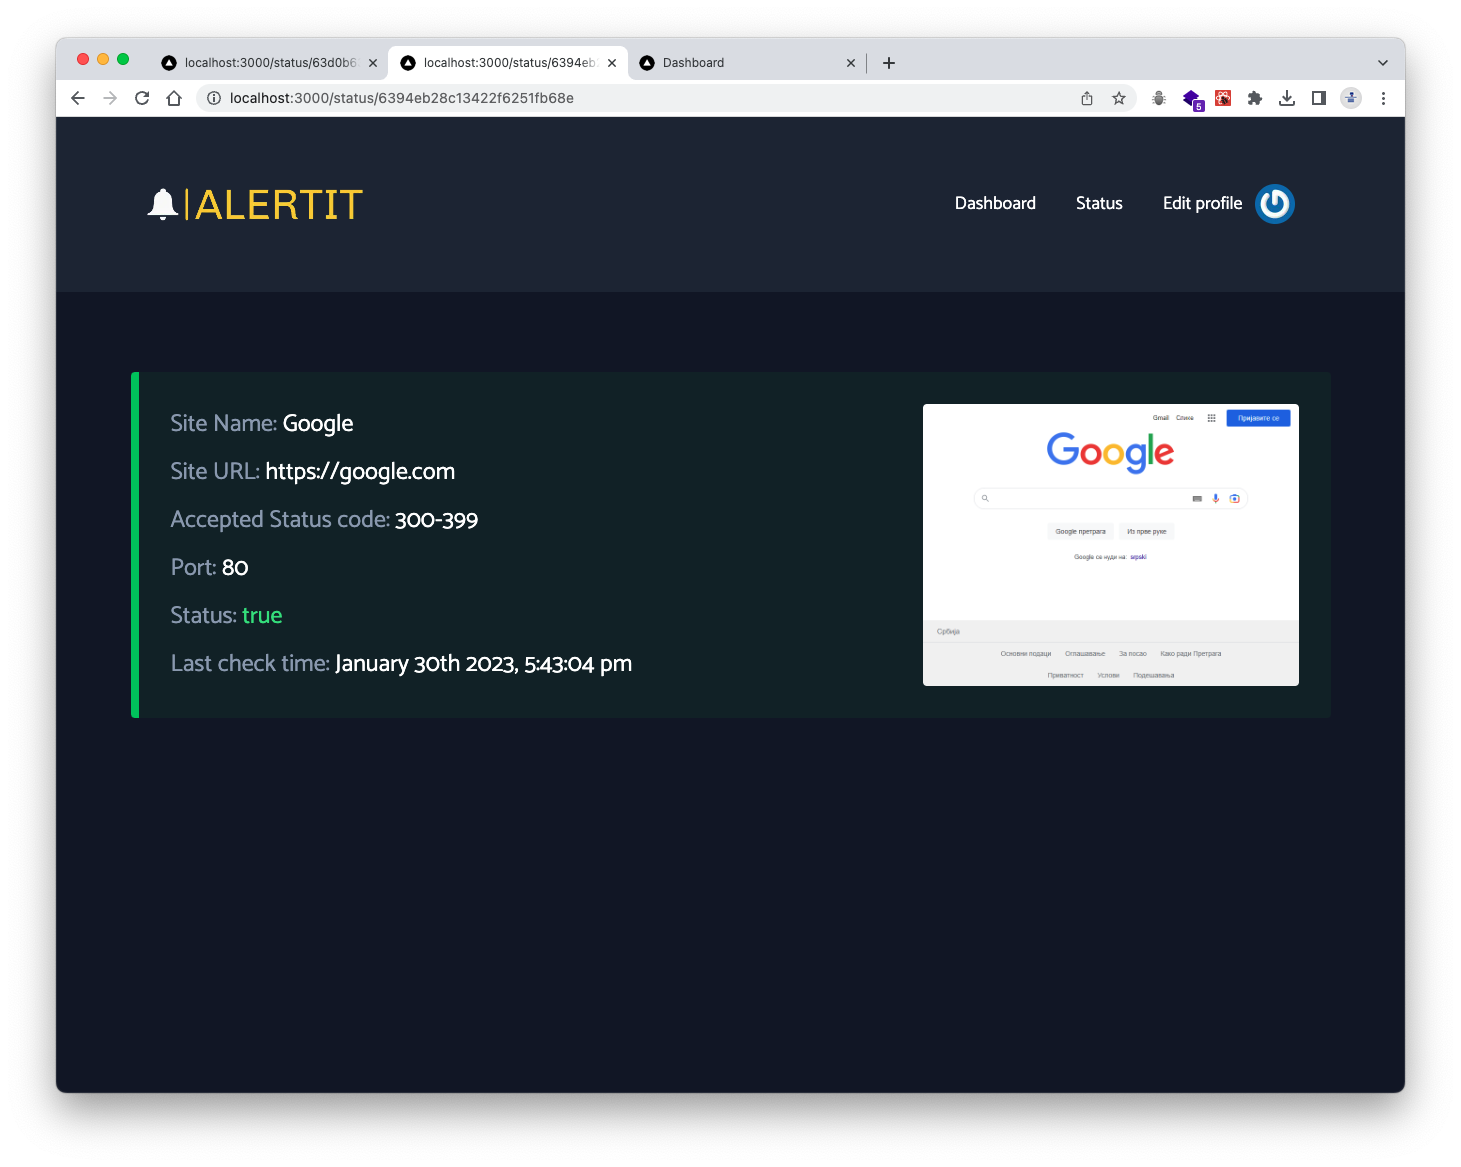 localhost:3000/status/63d0b6
localhost:3000/status/6394eb
Dashboard
localhost:3000/status/6394eb28c13422f6251fb68e
5
ALERTIT
Dashboard
Status
Edit profile
Site Name: Google
Site URL: https://google.com
Accepted Status code: 300-399
Port: 80
Status: true
Last check time: January 30th 2023, 5:43:04 pm
Gmail Слике Пријавите се
Google
Google претрага Из прве руке
Google се нуди на: srpski
Србија
Основни подаци Оглашавање За посао Како ради Претрага
Приватност Услови Подешавања